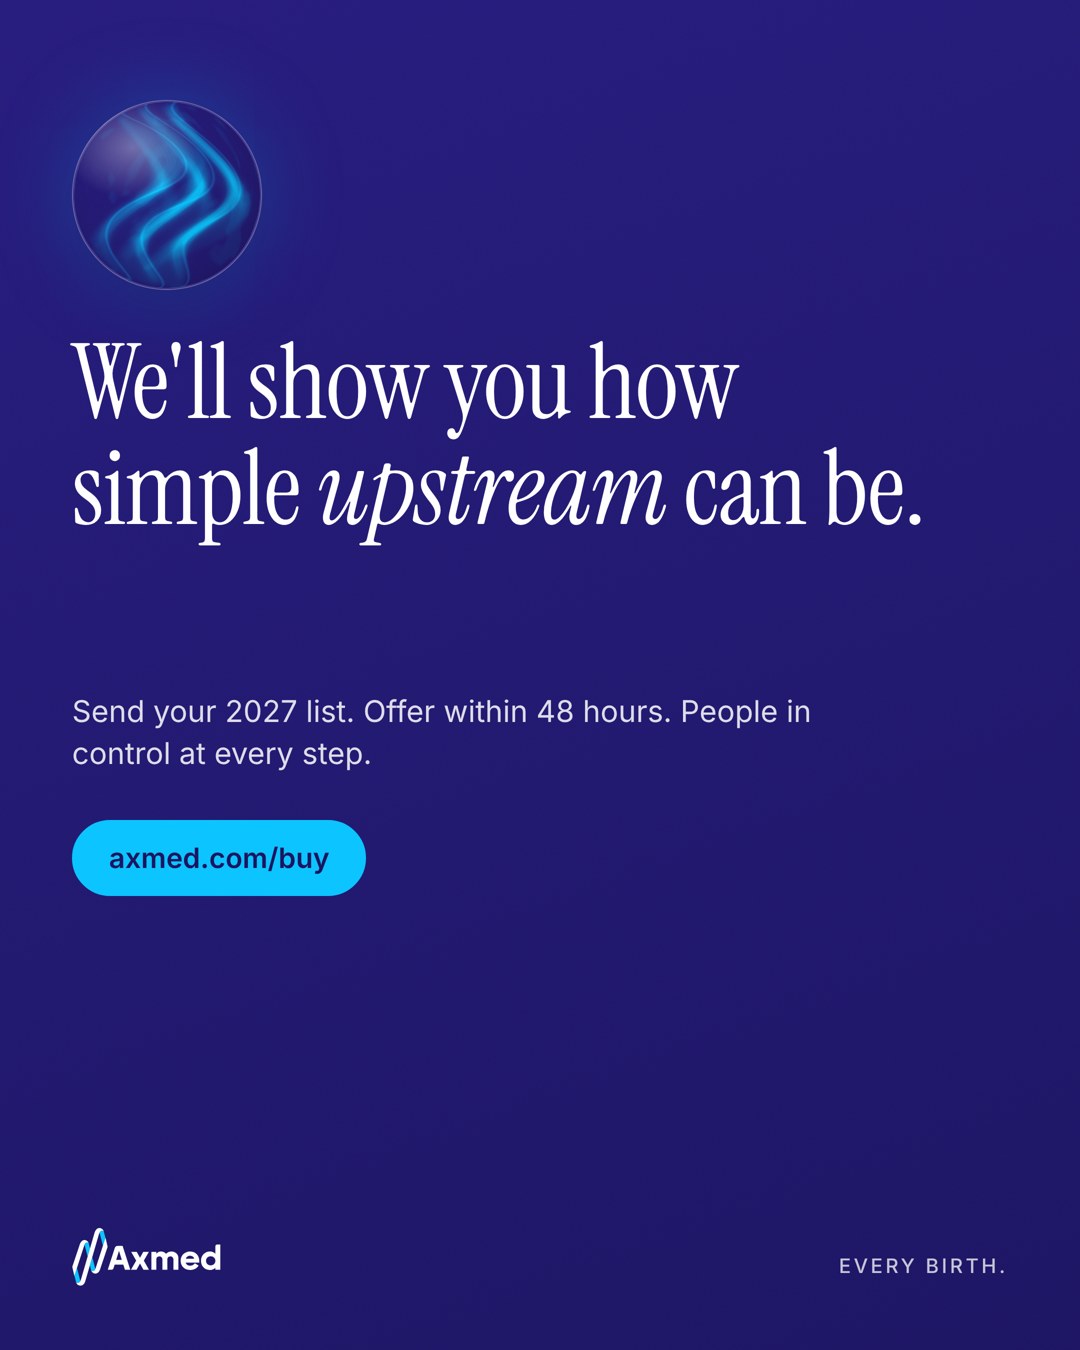 We'll show you how
simple upstream can be.
Send your 2027 list. Offer within 48 hours. People in
control at every step.
axmed.com/buy
Axmed
EVERY BIRTH.